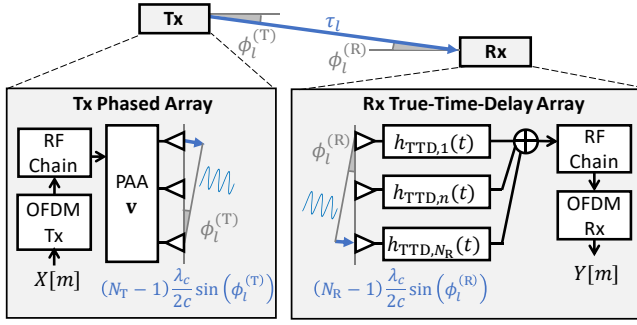 Tx
τ_l
ϕ_l^(T)
ϕ_l^(R)
Rx
Tx Phased Array
RF
Chain
OFDM
Tx
X[m]
PAA
v
ϕ_l^(T)
(N_T − 1) λ_c/2c sin(ϕ_l^(T))
Rx True-Time-Delay Array
ϕ_l^(R)
h_TTD,1(t)
h_TTD,n(t)
h_TTD,N_R(t)
RF
Chain
OFDM
Rx
Y[m]
(N_R − 1) λ_c/2c sin(ϕ_l^(R))